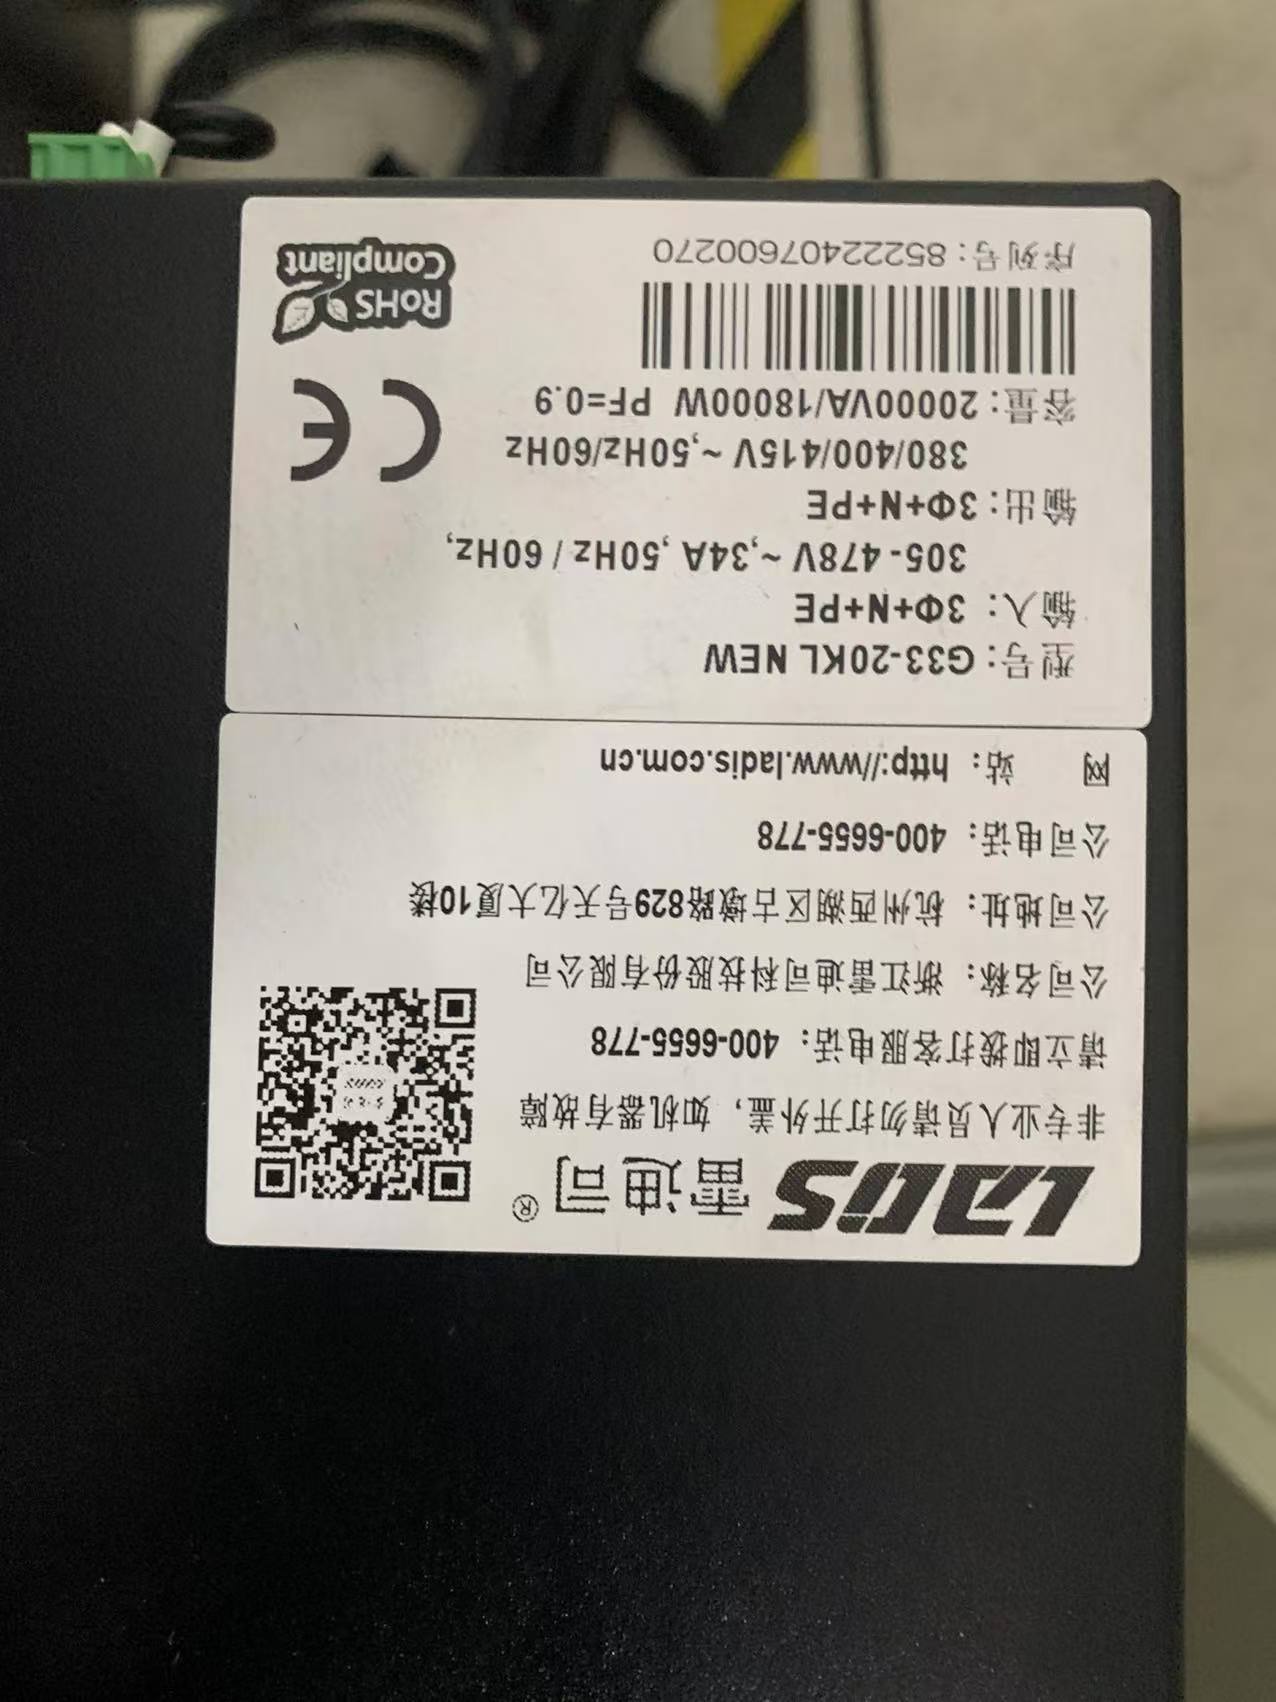 LADIS 雷迪司®
非专业人员请勿打开外盖，如机器有故障
请立即拨打客服电话：400-6655-778
公司名称：浙江雷迪司科技股份有限公司
公司地址：杭州西湖区古墩路829号天亿大厦10楼
公司电话：400-6655-778
网 站：http://www.ladis.com.cn
型号：G33-20KL NEW
输入：3Φ+N+PE
305-478V ~,34A ,50Hz / 60Hz,
输出：3Φ+N+PE
380/400/415V ~,50Hz/60Hz
容量：20000VA/18000W PF=0.9
序列号：85222407600270
CE
RoHS
Compliant